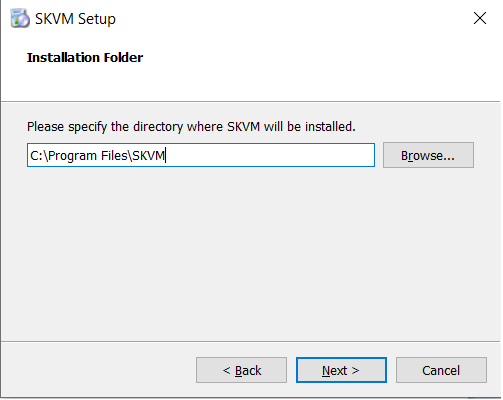 SKVM Setup
Installation Folder
Please specify the directory where SKVM will be installed.
C:\Program Files\SKVM
Browse...
< Back
Next >
Cancel